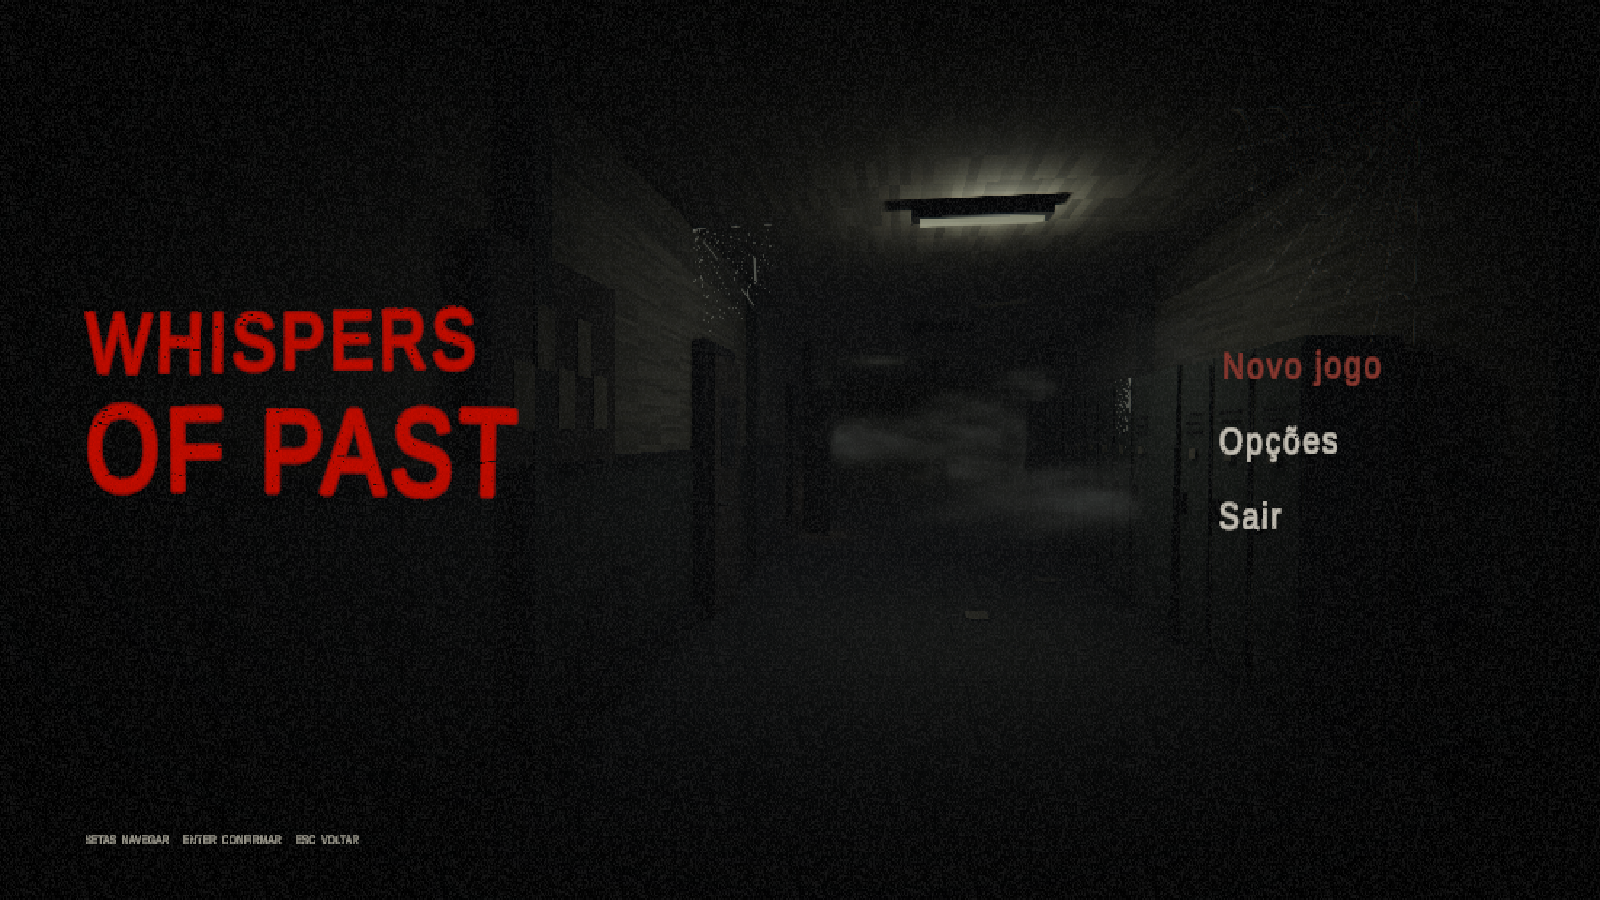 WHISPERS
OF PAST
Novo jogo
Opções
Sair
SETAS NAVEGAR ENTER CONFIRMAR ESC VOLTAR